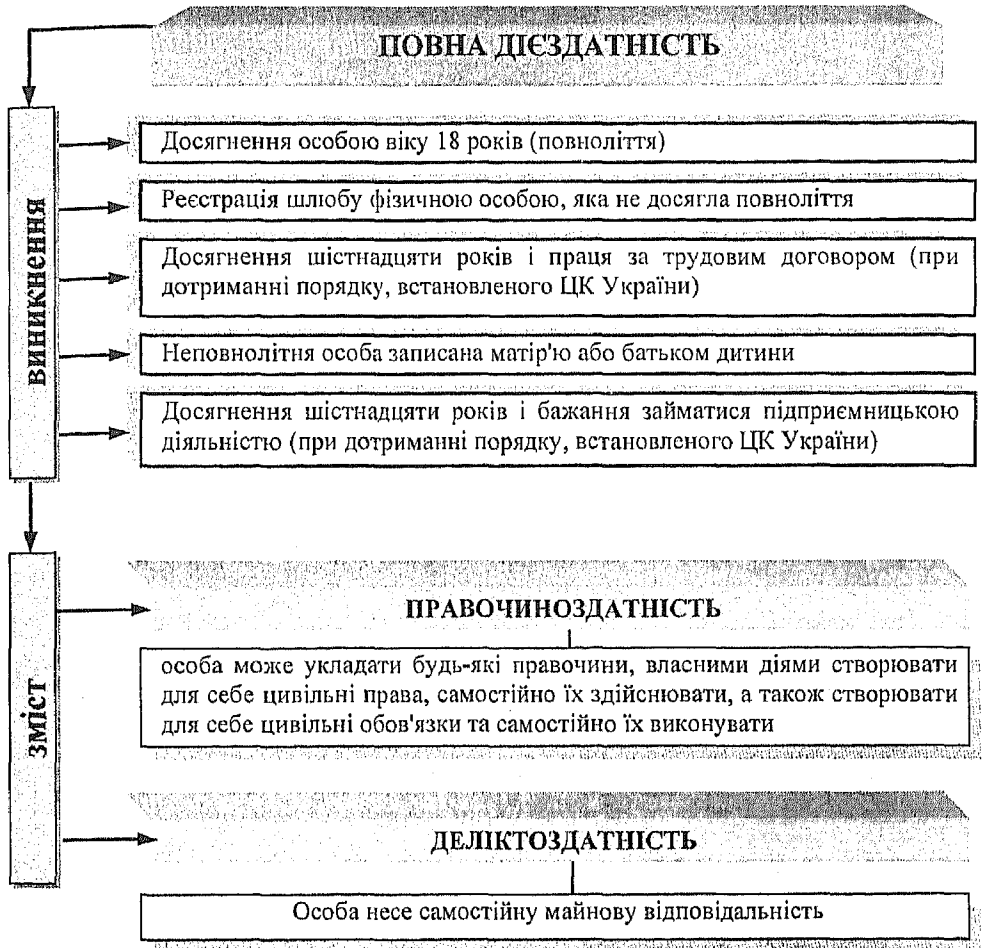 ПОВНА ДІЄЗДАТНІСТЬ
ВИНИКНЕННЯ
Досягнення особою віку 18 років (повноліття)
Реєстрація шлюбу фізичною особою, яка не досягла повноліття
Досягнення шістнадцяти років і праця за трудовим договором (при
дотриманні порядку, встановленого ЦК України)
Неповнолітня особа записана матір'ю або батьком дитини
Досягнення шістнадцяти років і бажання займатися підприємницькою
діяльністю (при дотриманні порядку, встановленого ЦК України)
ЗМІСТ
ПРАВОЧИНОЗДАТНІСТЬ
особа може укладати будь-які правочини, власними діями створювати
для себе цивільні права, самостійно їх здійснювати, а також створювати
для себе цивільні обов'язки та самостійно їх виконувати
ДЕЛІКТОЗДАТНІСТЬ
Особа несе самостійну майнову відповідальність